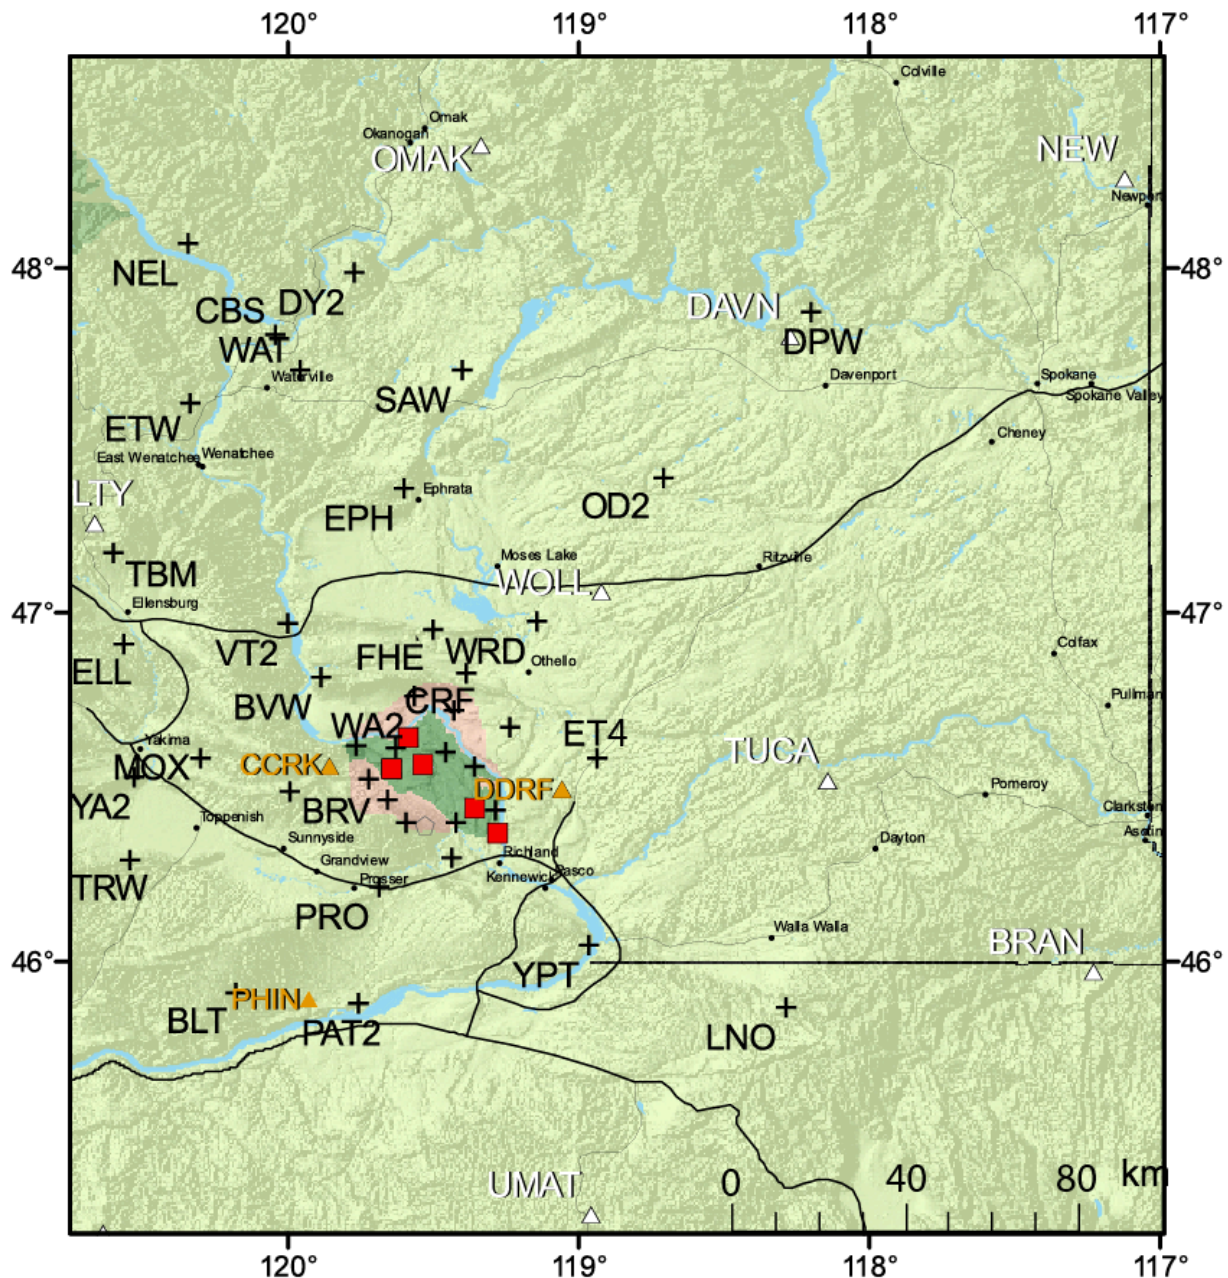 120° 119° 118° 117°
Colville
Omak
Okanogan
OMAK
NEW
Newport
48° 48°
NEL
CBS DY2
DAVN
WAT
DPW
Waterville
Davenport
Spokane
SAW
Spokane Valley
ETW
Cheney
East Wenatchee Wenatchee
LTY
Ephrata
EPH
OD2
Moses Lake
Ritzville
TBM
WOLL
Ellensburg
47° 47°
VT2
FHE WRD
Othello
Colfax
ELL
BVW
CRF
Pullman
WA2
ET4
Yakima
TUCA
MOX
CCRK
DDRF
Pomeroy
YA2
BRV
Clarkston
Toppenish
Asotin
Sunnyside
Dayton
Grandview
Richland
TRW
Prosser
Kennewick Pasco
PRO
Walla Walla
BRAN
46° 46°
YPT
PHIN
BLT
PAT2
LNO
UMAT
0 40 80 km
120° 119° 118° 117°